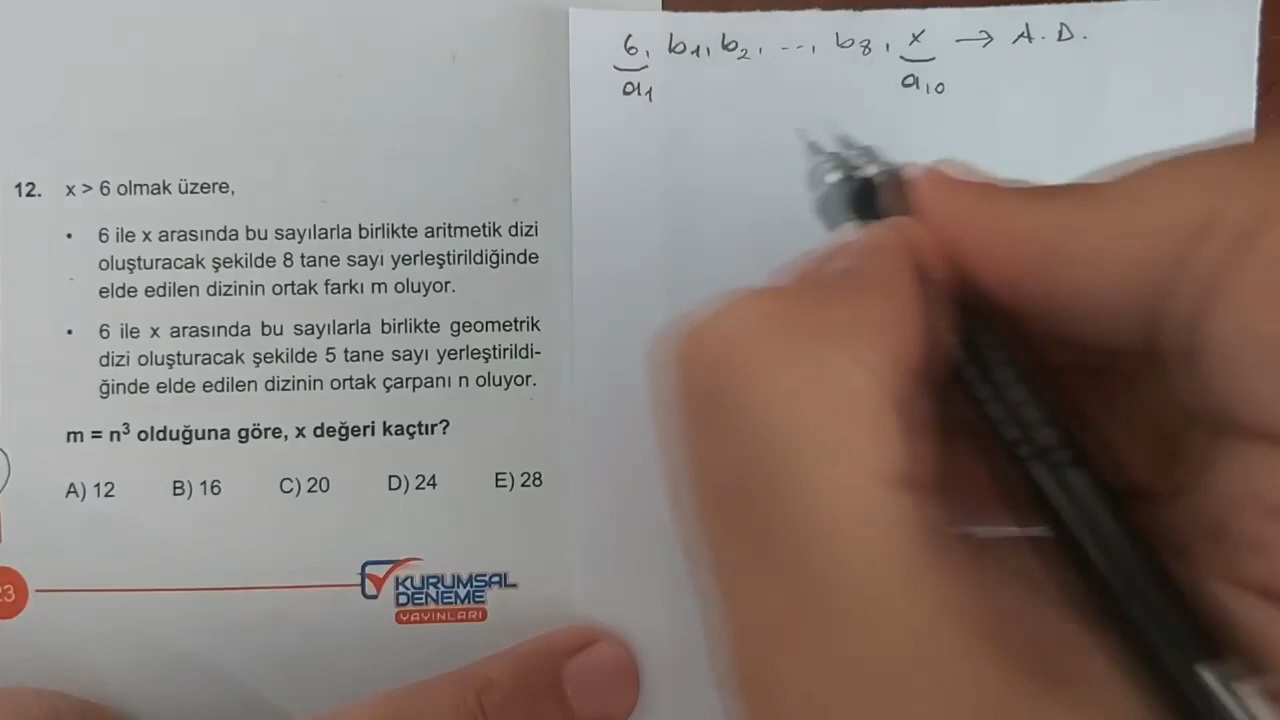 6, b1, b2, ..., b8, x → A.D.
a1 a10
12. x > 6 olmak üzere,
• 6 ile x arasında bu sayılarla birlikte aritmetik dizi
oluşturacak şekilde 8 tane sayı yerleştirildiğinde
elde edilen dizinin ortak farkı m oluyor.
• 6 ile x arasında bu sayılarla birlikte geometrik
dizi oluşturacak şekilde 5 tane sayı yerleştirildi-
ğinde elde edilen dizinin ortak çarpanı n oluyor.
m = n³ olduğuna göre, x değeri kaçtır?
A) 12 B) 16 C) 20 D) 24 E) 28
23
KURUMSAL
DENEME
YAYINLARI